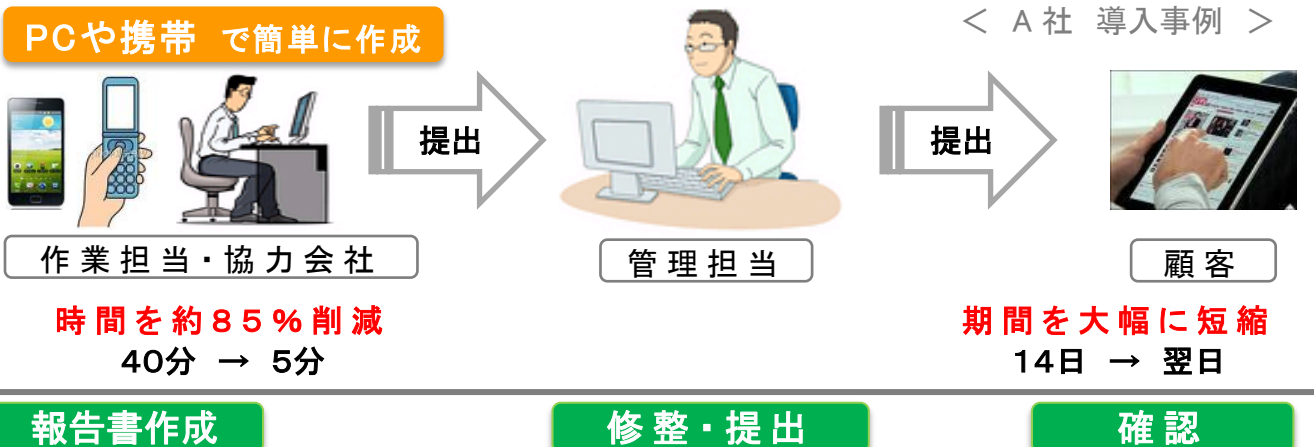 PCや携帯 で簡単に作成
＜ A社 導入事例 ＞
提出
提出
作業担当・協力会社
管理担当
顧客
時間を約８５％削減
40分 → 5分
期間を大幅に短縮
14日 → 翌日
報告書作成
修整・提出
確認